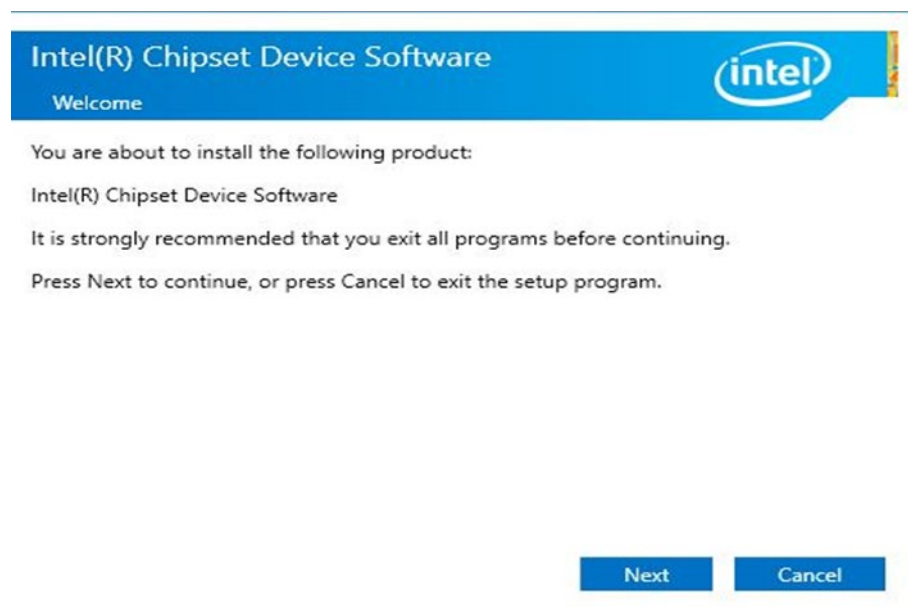 Intel(R) Chipset Device Software
intel
Welcome
You are about to install the following product:
Intel(R) Chipset Device Software
It is strongly recommended that you exit all programs before continuing.
Press Next to continue, or press Cancel to exit the setup program.
Next
Cancel